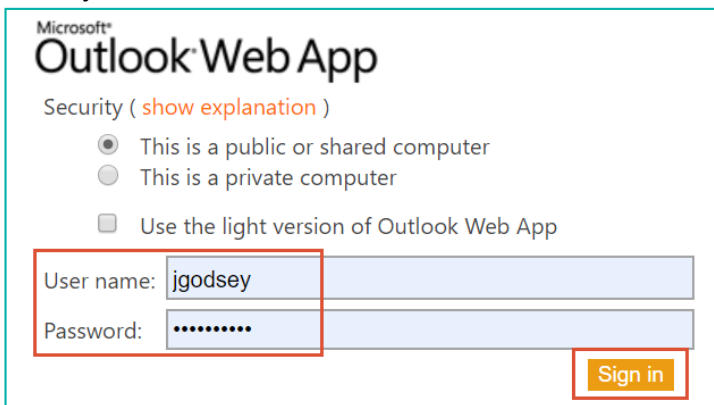 Microsoft®
Outlook® Web App
Security ( show explanation )
This is a public or shared computer
This is a private computer
Use the light version of Outlook Web App
User name: jgodsey
Password: ••••••••••
Sign in